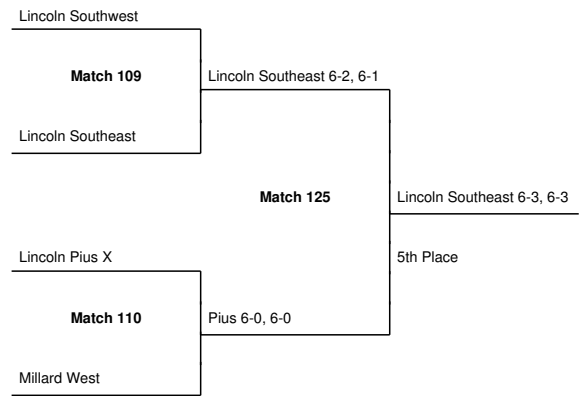 Lincoln Southwest
Match 109
Lincoln Southeast 6-2, 6-1
Lincoln Southeast
Match 125
Lincoln Southeast 6-3, 6-3
Lincoln Pius X
5th Place
Match 110
Pius 6-0, 6-0
Millard West